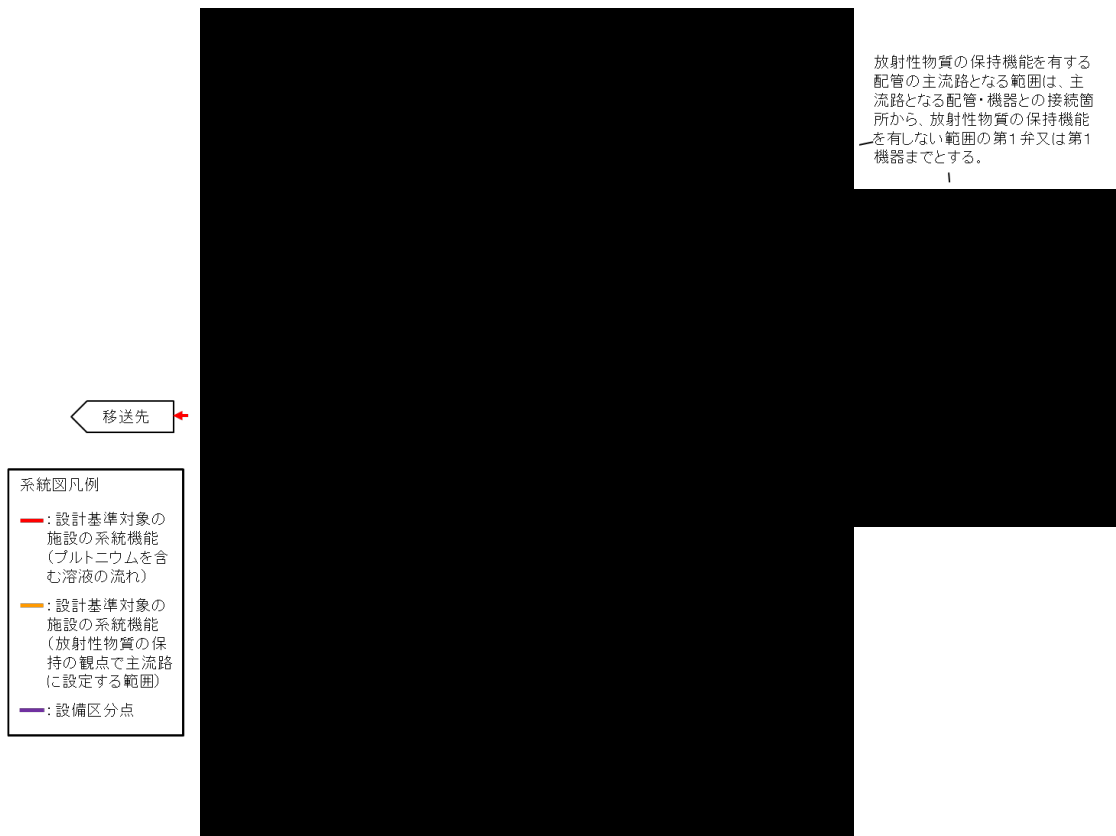 放射性物質の保持機能を有する
配管の主流路となる範囲は、主
流路となる配管・機器との接続箇
所から、放射性物質の保持機能
を有しない範囲の第1弁又は第1
機器までとする。
移送先
系統図凡例
：設計基準対象の
施設の系統機能
（プルトニウムを含
む溶液の流れ）
：設計基準対象の
施設の系統機能
（放射性物質の保
持の観点で主流路
に設定する範囲）
：設備区分点